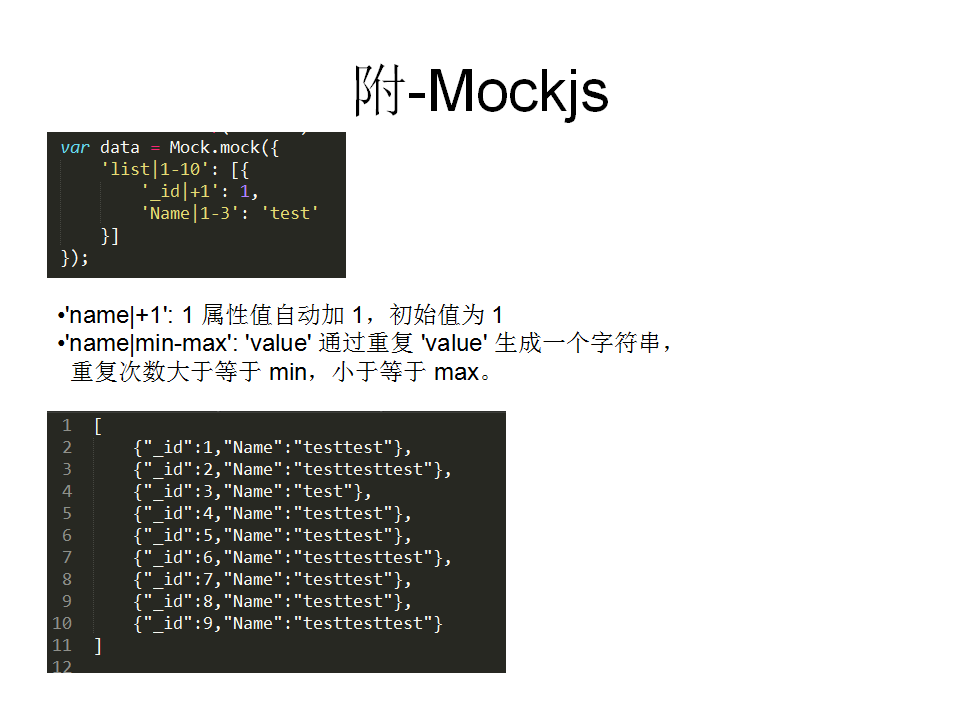 附-Mockjs
var data = Mock.mock({
    'list|1-10': [{
        '_id|+1': 1,
        'Name|1-3': 'test'
    }]
});
•'name|+1': 1 属性值自动加 1，初始值为 1
•'name|min-max': 'value' 通过重复 'value' 生成一个字符串，
重复次数大于等于 min，小于等于 max。
1 [
2     {"_id":1,"Name":"testtest"},
3     {"_id":2,"Name":"testtesttest"},
4     {"_id":3,"Name":"test"},
5     {"_id":4,"Name":"testtest"},
6     {"_id":5,"Name":"testtest"},
7     {"_id":6,"Name":"testtesttest"},
8     {"_id":7,"Name":"testtest"},
9     {"_id":8,"Name":"testtest"},
10     {"_id":9,"Name":"testtesttest"}
11 ]
12